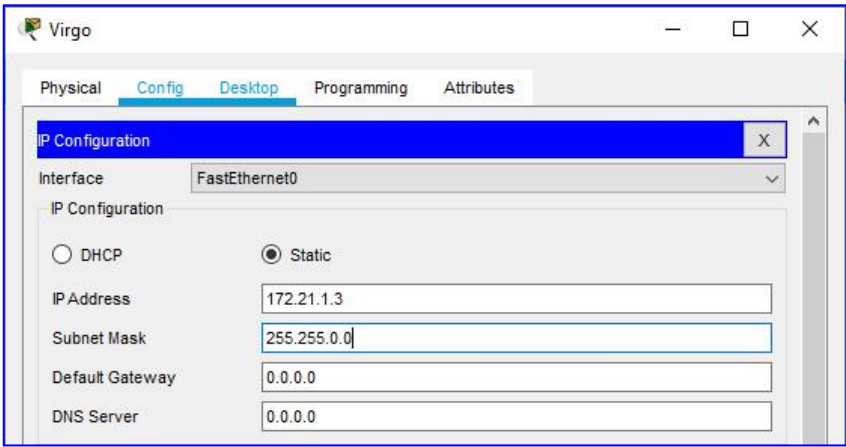 Virgo
Physical Config Desktop Programming Attributes
IP Configuration X
Interface FastEthernet0
IP Configuration
DHCP Static
IP Address 172.21.1.3
Subnet Mask 255.255.0.0
Default Gateway 0.0.0.0
DNS Server 0.0.0.0